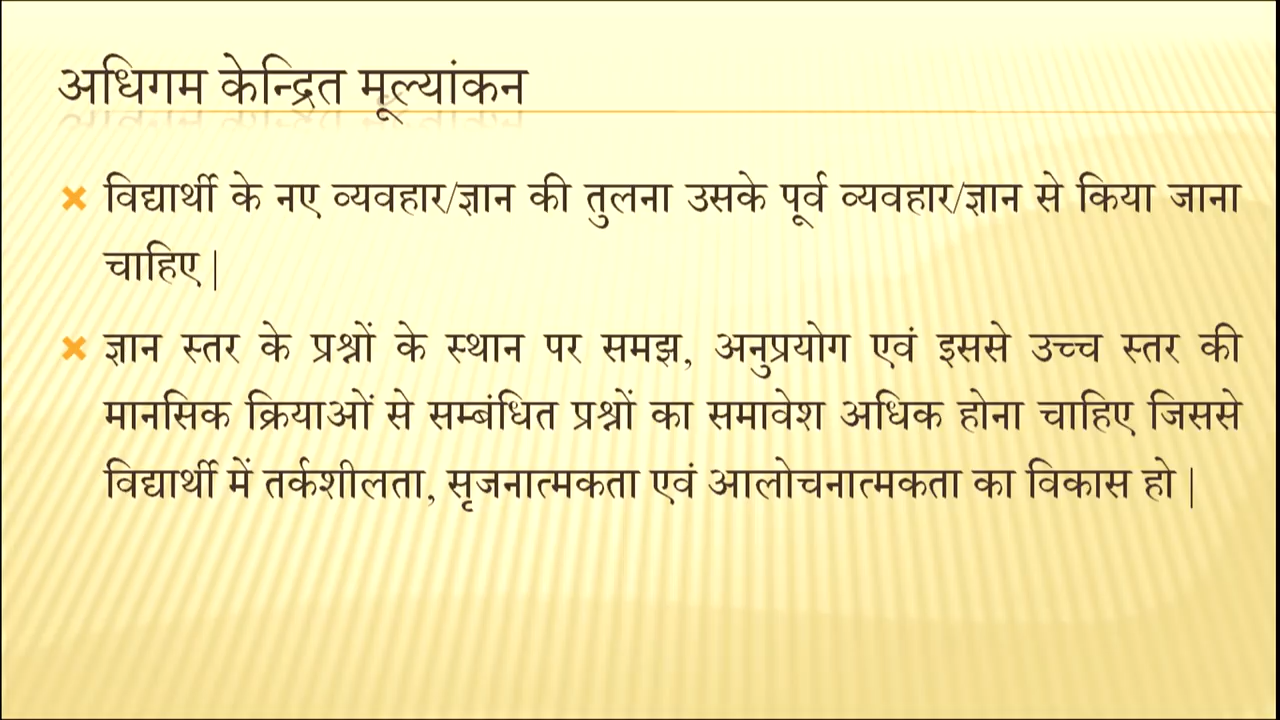 अधिगम केन्द्रित मूल्यांकन
विद्यार्थी के नए व्यवहार/ज्ञान की तुलना उसके पूर्व व्यवहार/ज्ञान से किया जाना
चाहिए |
ज्ञान स्तर के प्रश्नों के स्थान पर समझ, अनुप्रयोग एवं इससे उच्च स्तर की
मानसिक क्रियाओं से सम्बंधित प्रश्नों का समावेश अधिक होना चाहिए जिससे
विद्यार्थी में तर्कशीलता, सृजनात्मकता एवं आलोचनात्मकता का विकास हो |